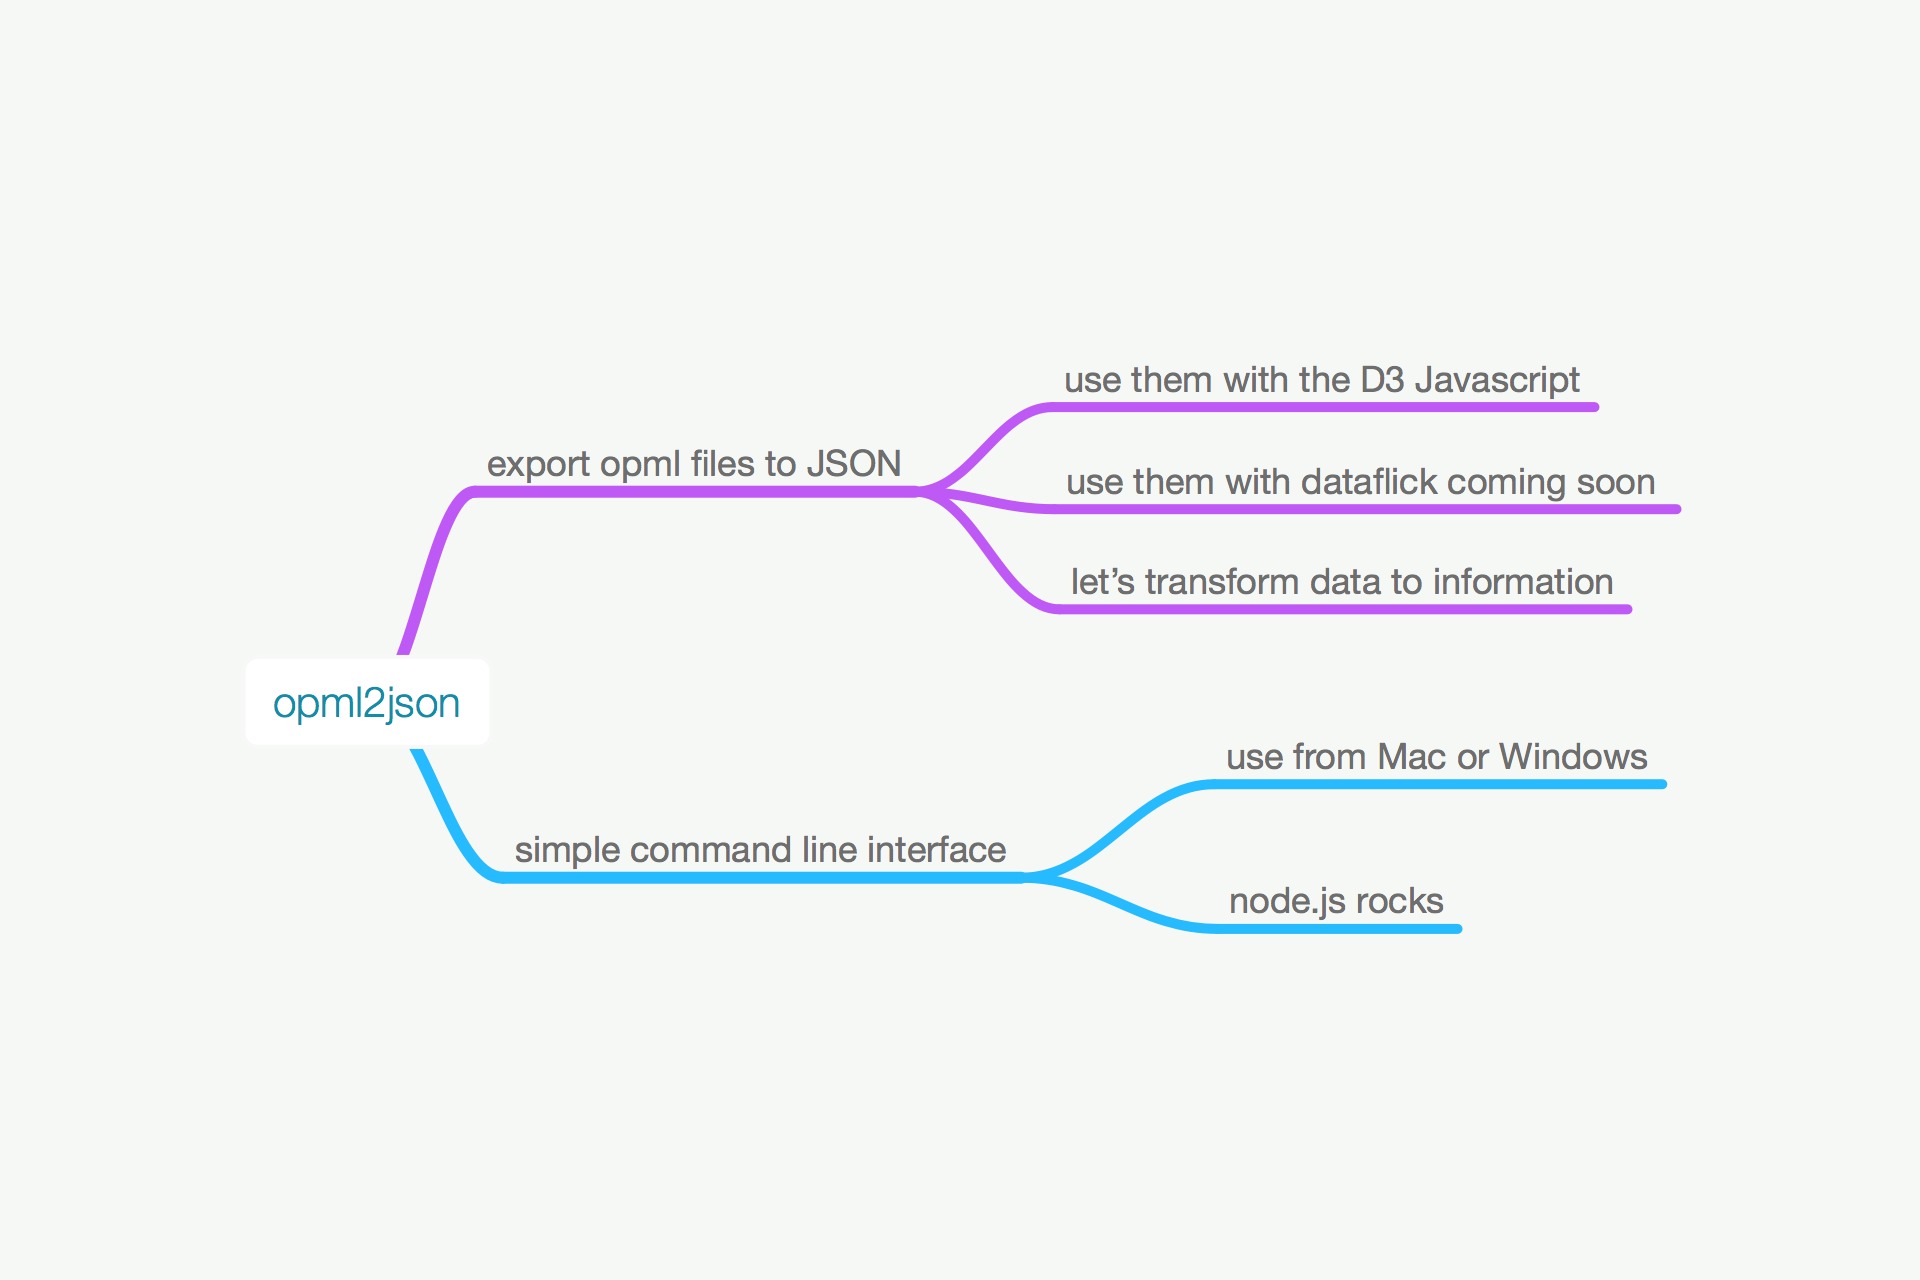 opml2json
export opml files to JSON
use them with the D3 Javascript
use them with dataflick coming soon
let’s transform data to information
simple command line interface
use from Mac or Windows
node.js rocks